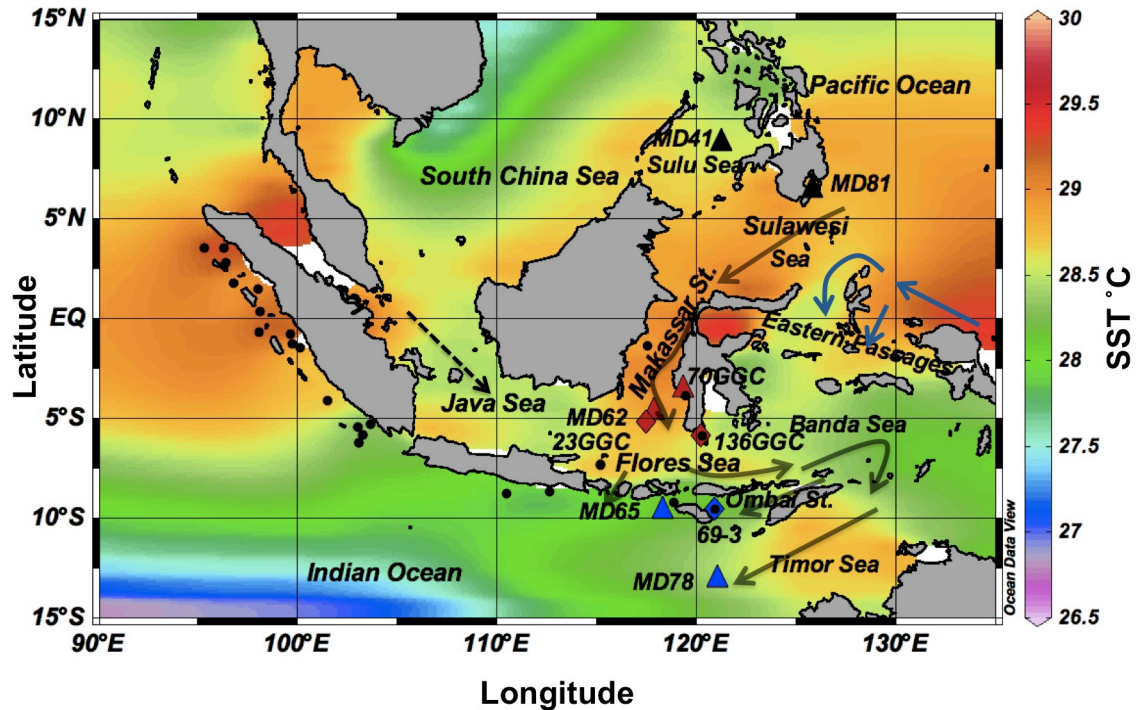 15°N
10°N
5°N
EQ
5°S
10°S
15°S
Latitude
90°E
100°E
110°E
120°E
130°E
Longitude
Pacific Ocean
MD41
Sulu Sea
South China Sea
MD81
Sulawesi
Sea
Makassar St.
Eastern Passages
70GGC
Java Sea
MD62
23GGC
136GGC
Banda Sea
Flores Sea
MD65
Ombai St.
69-3
Indian Ocean
MD78
Timor Sea
Ocean Data View
30
29.5
29
28.5
28
27.5
27
26.5
SST °C